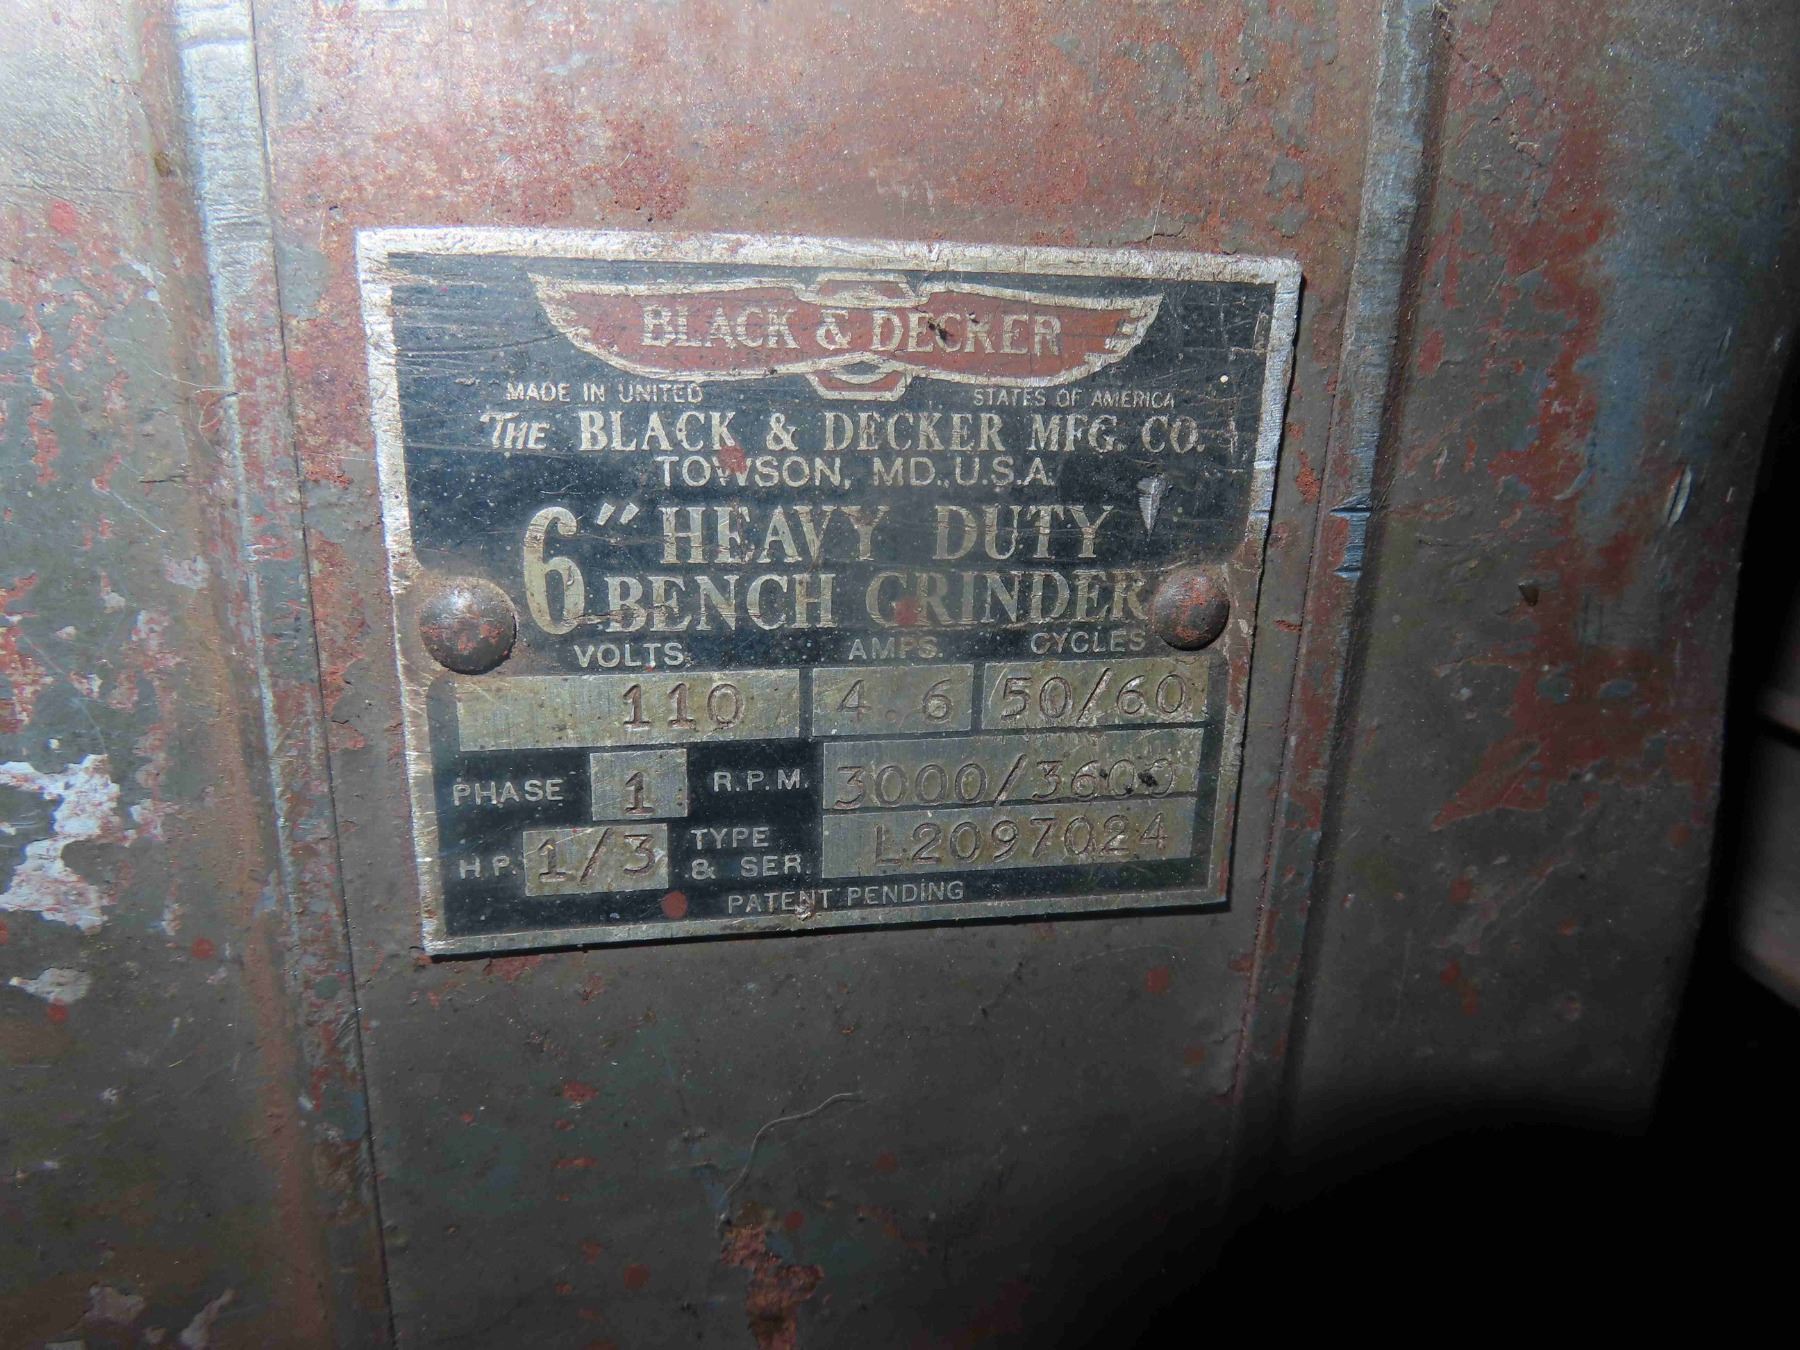 BLACK & DECKER
MADE IN UNITED STATES OF AMERICA
THE BLACK & DECKER MFG. CO.
TOWSON, MD., U.S.A.
6" HEAVY DUTY
BENCH GRINDER
VOLTS. AMPS. CYCLES
110 4.6 50/60
PHASE 1 R.P.M. 3000/3600
H.P. 1/3 TYPE & SER. L2097024
PATENT PENDING